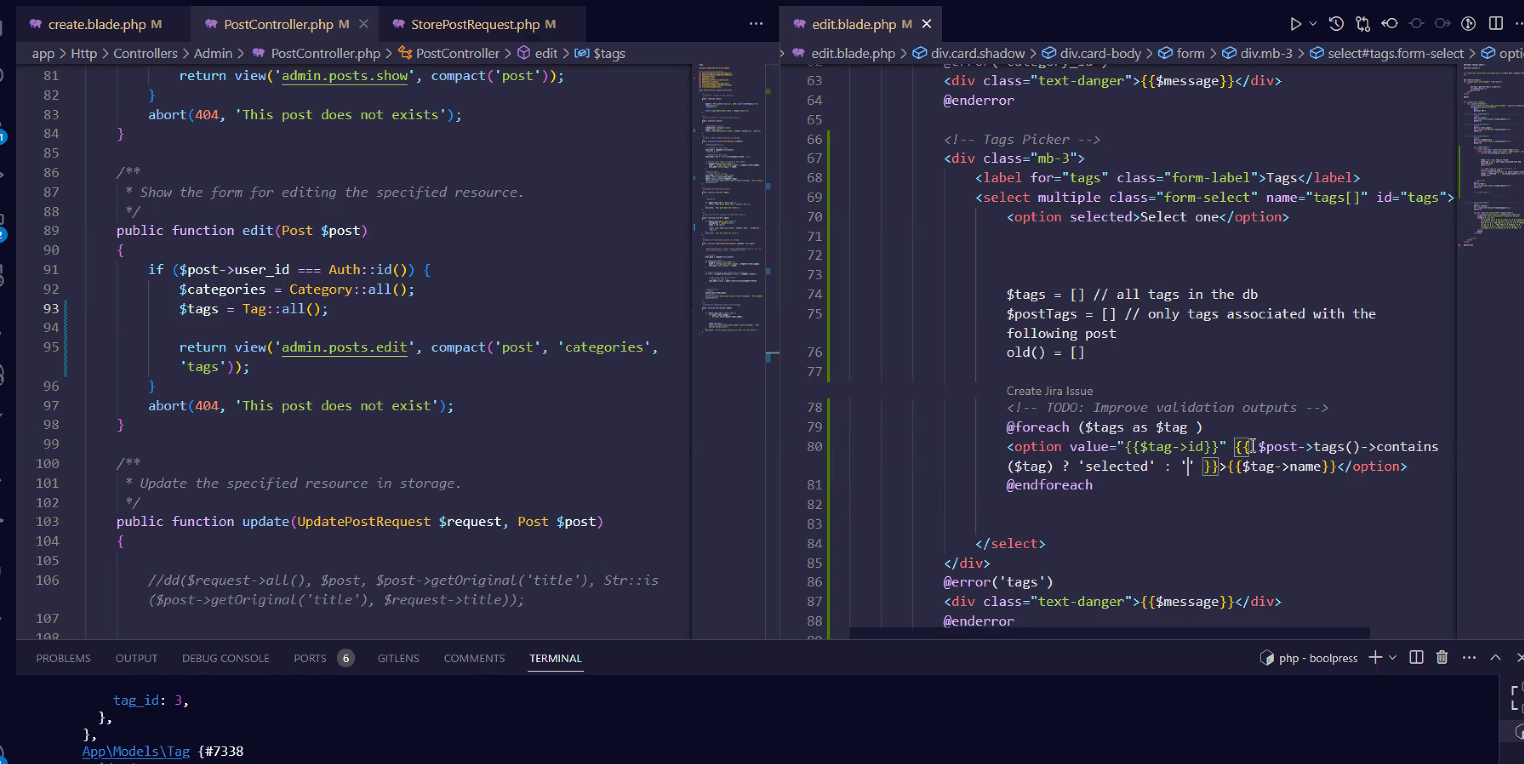 create.blade.php M
PostController.php M
StorePostRequest.php M
edit.blade.php M
app > Http > Controllers > Admin > PostController.php > PostController > edit > $tags
edit.blade.php > div.card.shadow > div.card-body > form > div.mb-3 > select#tags.form-select >
81 return view('admin.posts.show', compact('post'));
82 }
83 abort(404, 'This post does not exists');
84 }
85
86 /**
87 * Show the form for editing the specified resource.
88 */
89 public function edit(Post $post)
90 {
91 if ($post->user_id === Auth::id()) {
92 $categories = Category::all();
93 $tags = Tag::all();
94
95 return view('admin.posts.edit', compact('post', 'categories',
'tags'));
96 }
97 abort(404, 'This post does not exist');
98 }
99
100 /**
101 * Update the specified resource in storage.
102 */
103 public function update(UpdatePostRequest $request, Post $post)
104 {
105
106 //dd($request->all(), $post, $post->getOriginal('title'), Str::is
($post->getOriginal('title'), $request->title));
107
108
63 <div class="text-danger">{{$message}}</div>
64 @enderror
65
66 <!-- Tags Picker -->
67 <div class="mb-3">
68 <label for="tags" class="form-label">Tags</label>
69 <select multiple class="form-select" name="tags[]" id="tags">
70 <option selected>Select one</option>
71
72
73
74 $tags = [] // all tags in the db
75 $postTags = [] // only tags associated with the
following post
76 old() = []
77
Create Jira Issue
78 <!-- TODO: Improve validation outputs -->
79 @foreach ($tags as $tag )
80 <option value="{{$tag->id}}" {{ $post->tags()->contains
($tag) ? 'selected' : '' }}>{{$tag->name}}</option>
81 @endforeach
82
83
84 </select>
85 </div>
86 @error('tags')
87 <div class="text-danger">{{$message}}</div>
88 @enderror
PROBLEMS OUTPUT DEBUG CONSOLE PORTS 6 GITLENS COMMENTS TERMINAL
php - boolpress
tag_id: 3,
},
},
App\Models\Tag {#7338